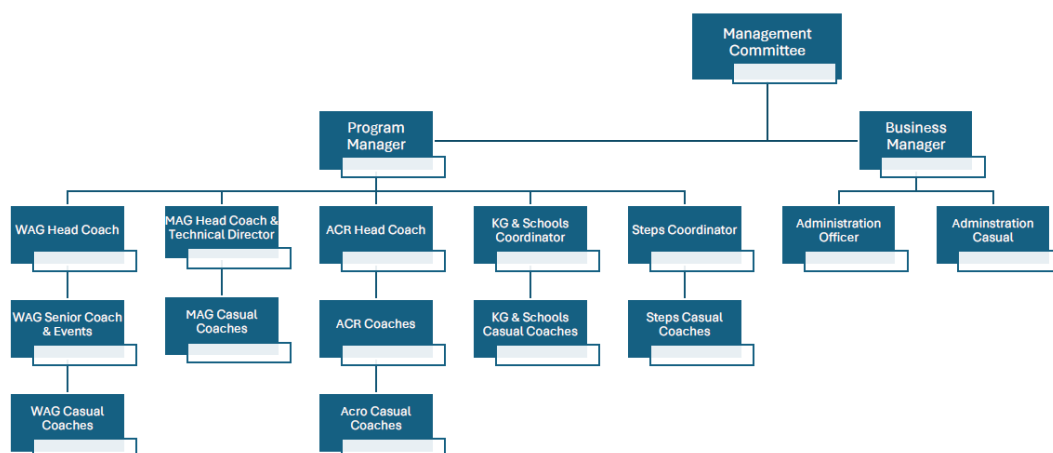 Management
Committee
Program
Manager
Business
Manager
WAG Head Coach
MAG Head Coach &
Technical Director
ACR Head Coach
KG & Schools
Coordinator
Steps Coordinator
Administration
Officer
Adminstration
Casual
WAG Senior Coach
& Events
MAG Casual
Coaches
ACR Coaches
KG & Schools
Casual Coaches
Steps Casual
Coaches
WAG Casual
Coaches
Acro Casual
Coaches